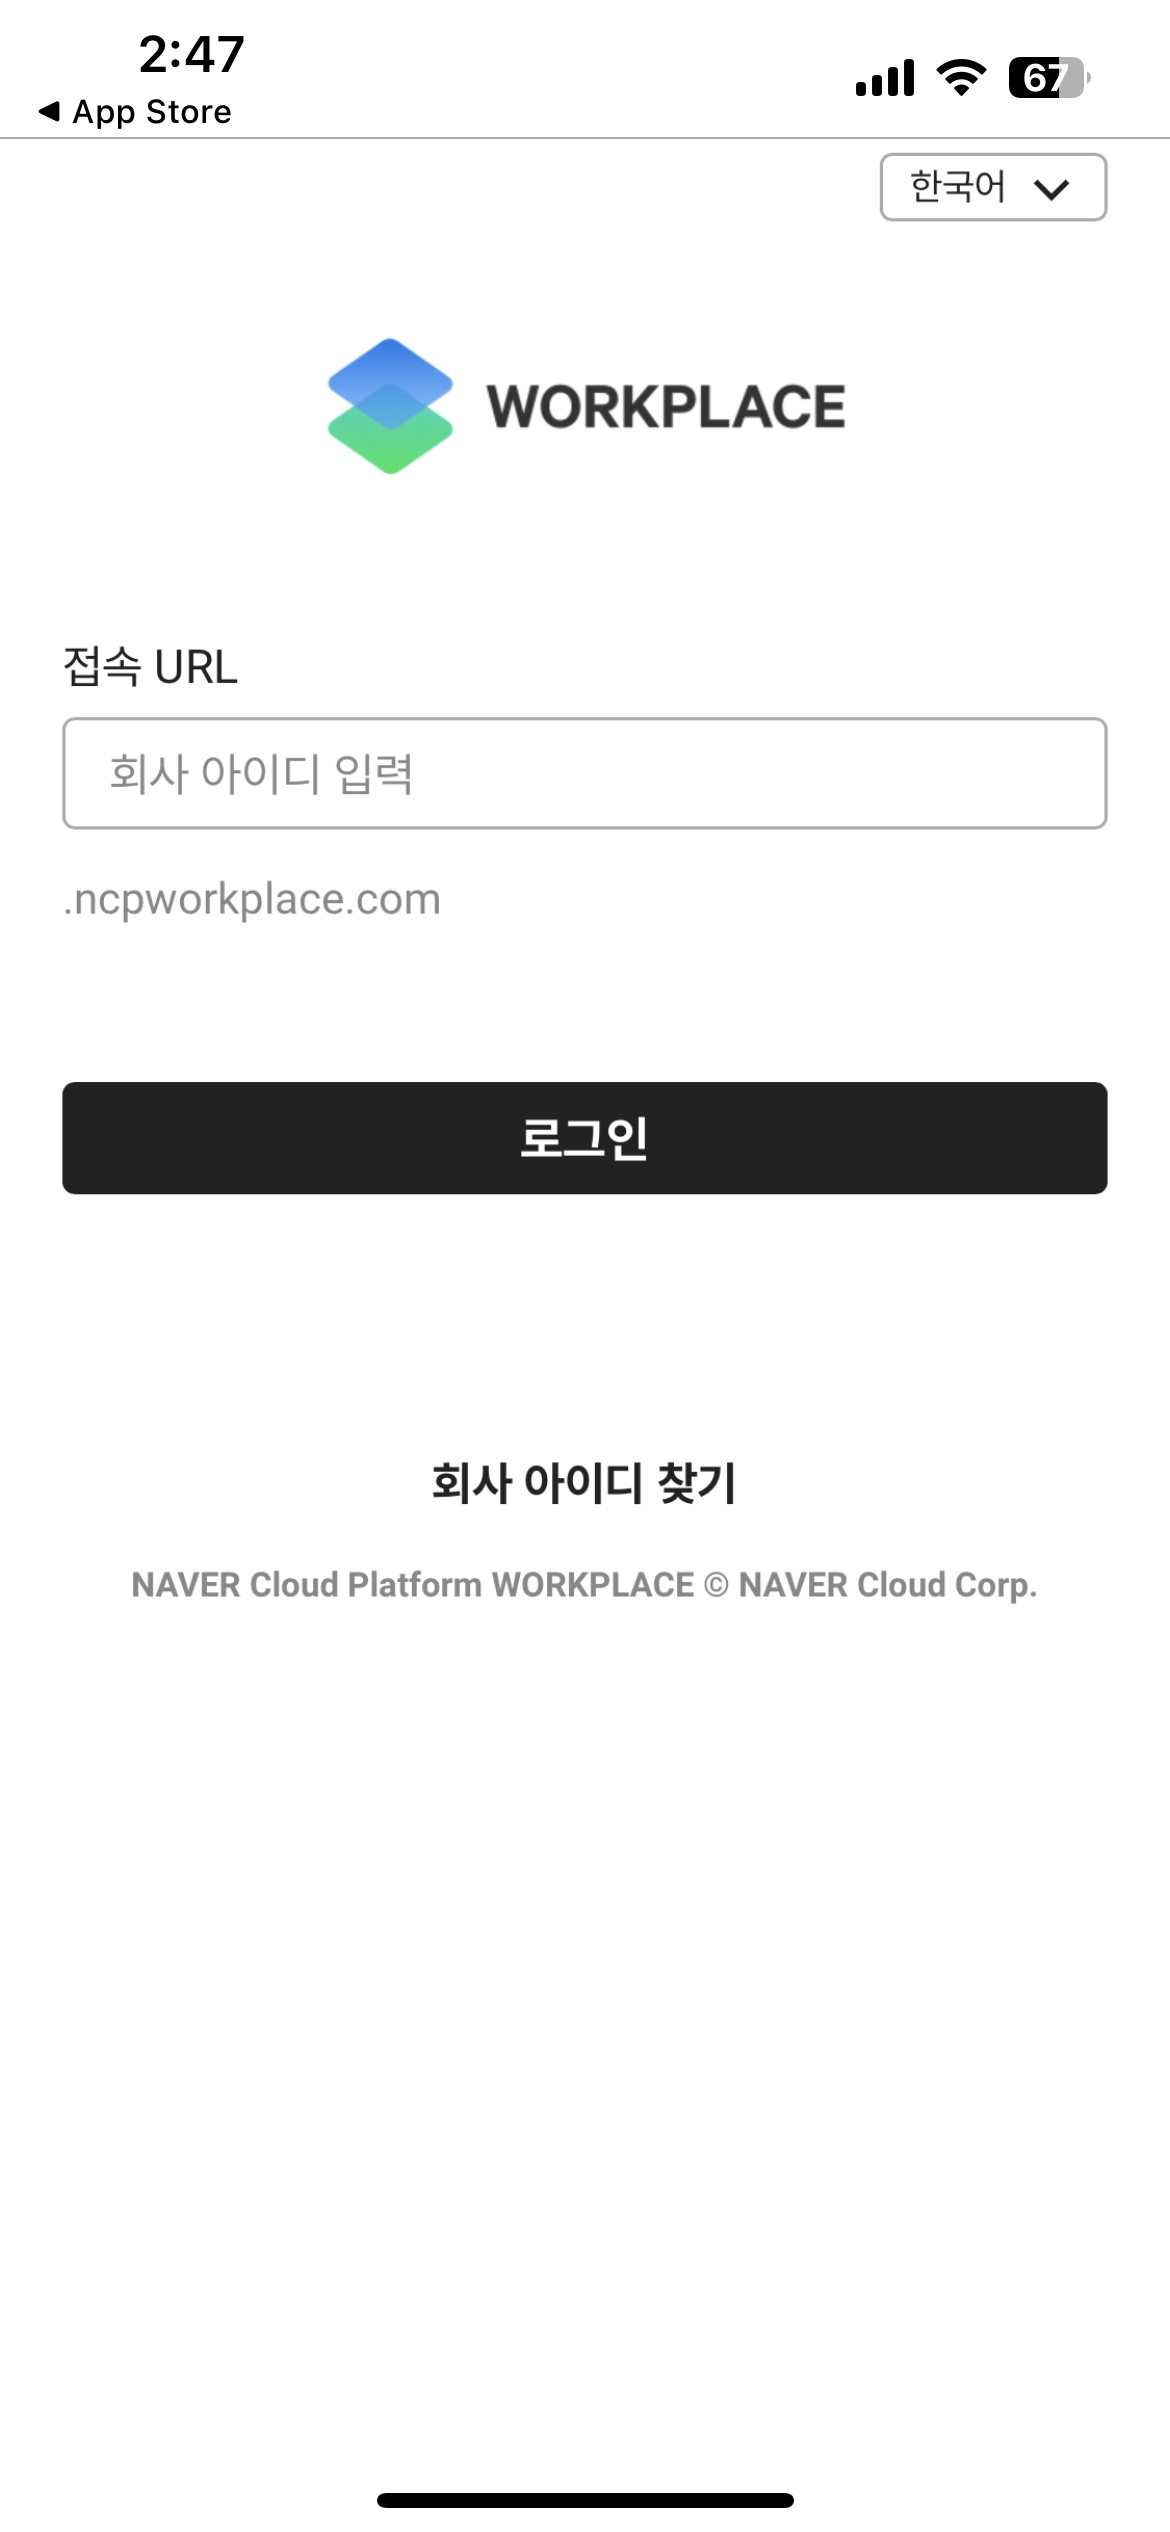 2:47
67
◀ App Store
한국어
WORKPLACE
접속 URL
회사 아이디 입력
.ncpworkplace.com
로그인
회사 아이디 찾기
NAVER Cloud Platform WORKPLACE © NAVER Cloud Corp.